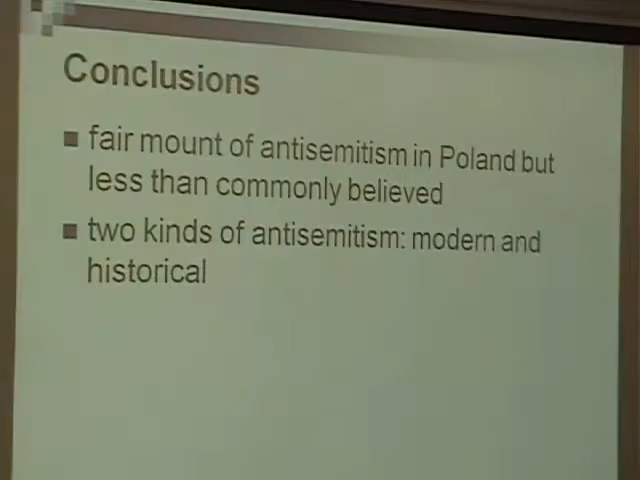 Conclusions
fair mount of antisemitism in Poland but
less than commonly believed
two kinds of antisemitism: modern and
historical